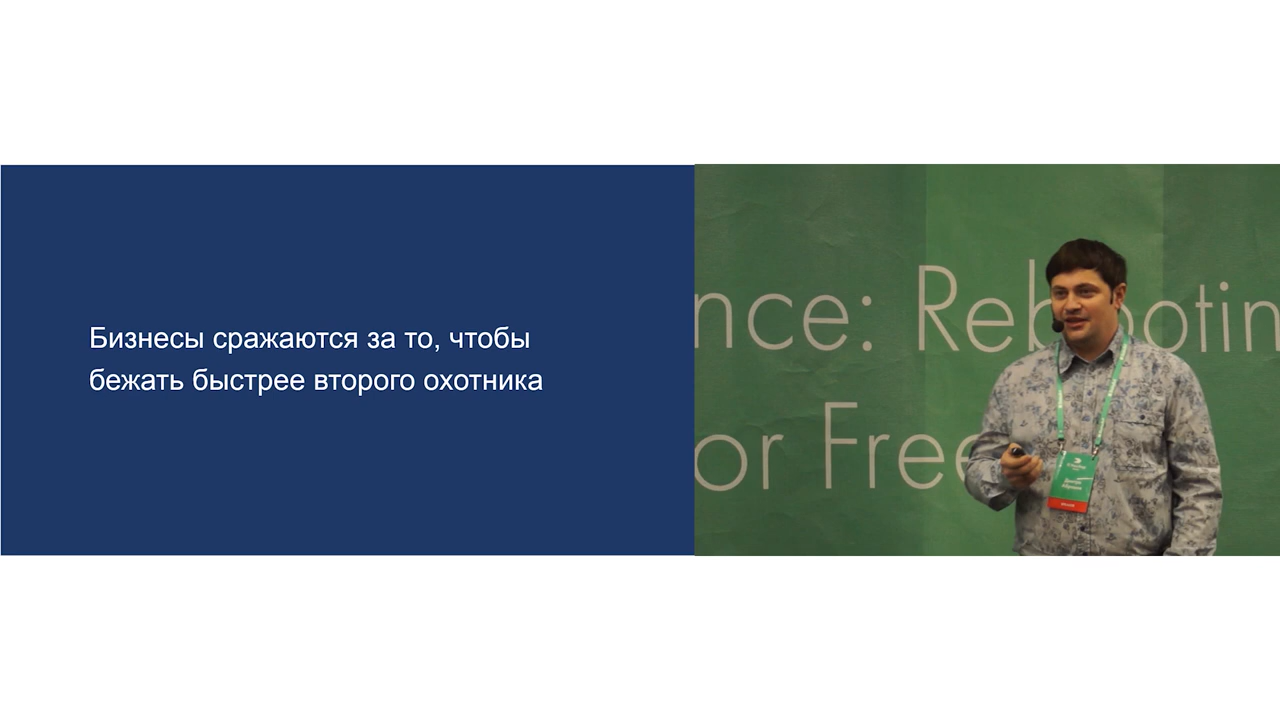 Бизнесы сражаются за то, чтобы
бежать быстрее второго охотника
nce: Rebootin
or Free